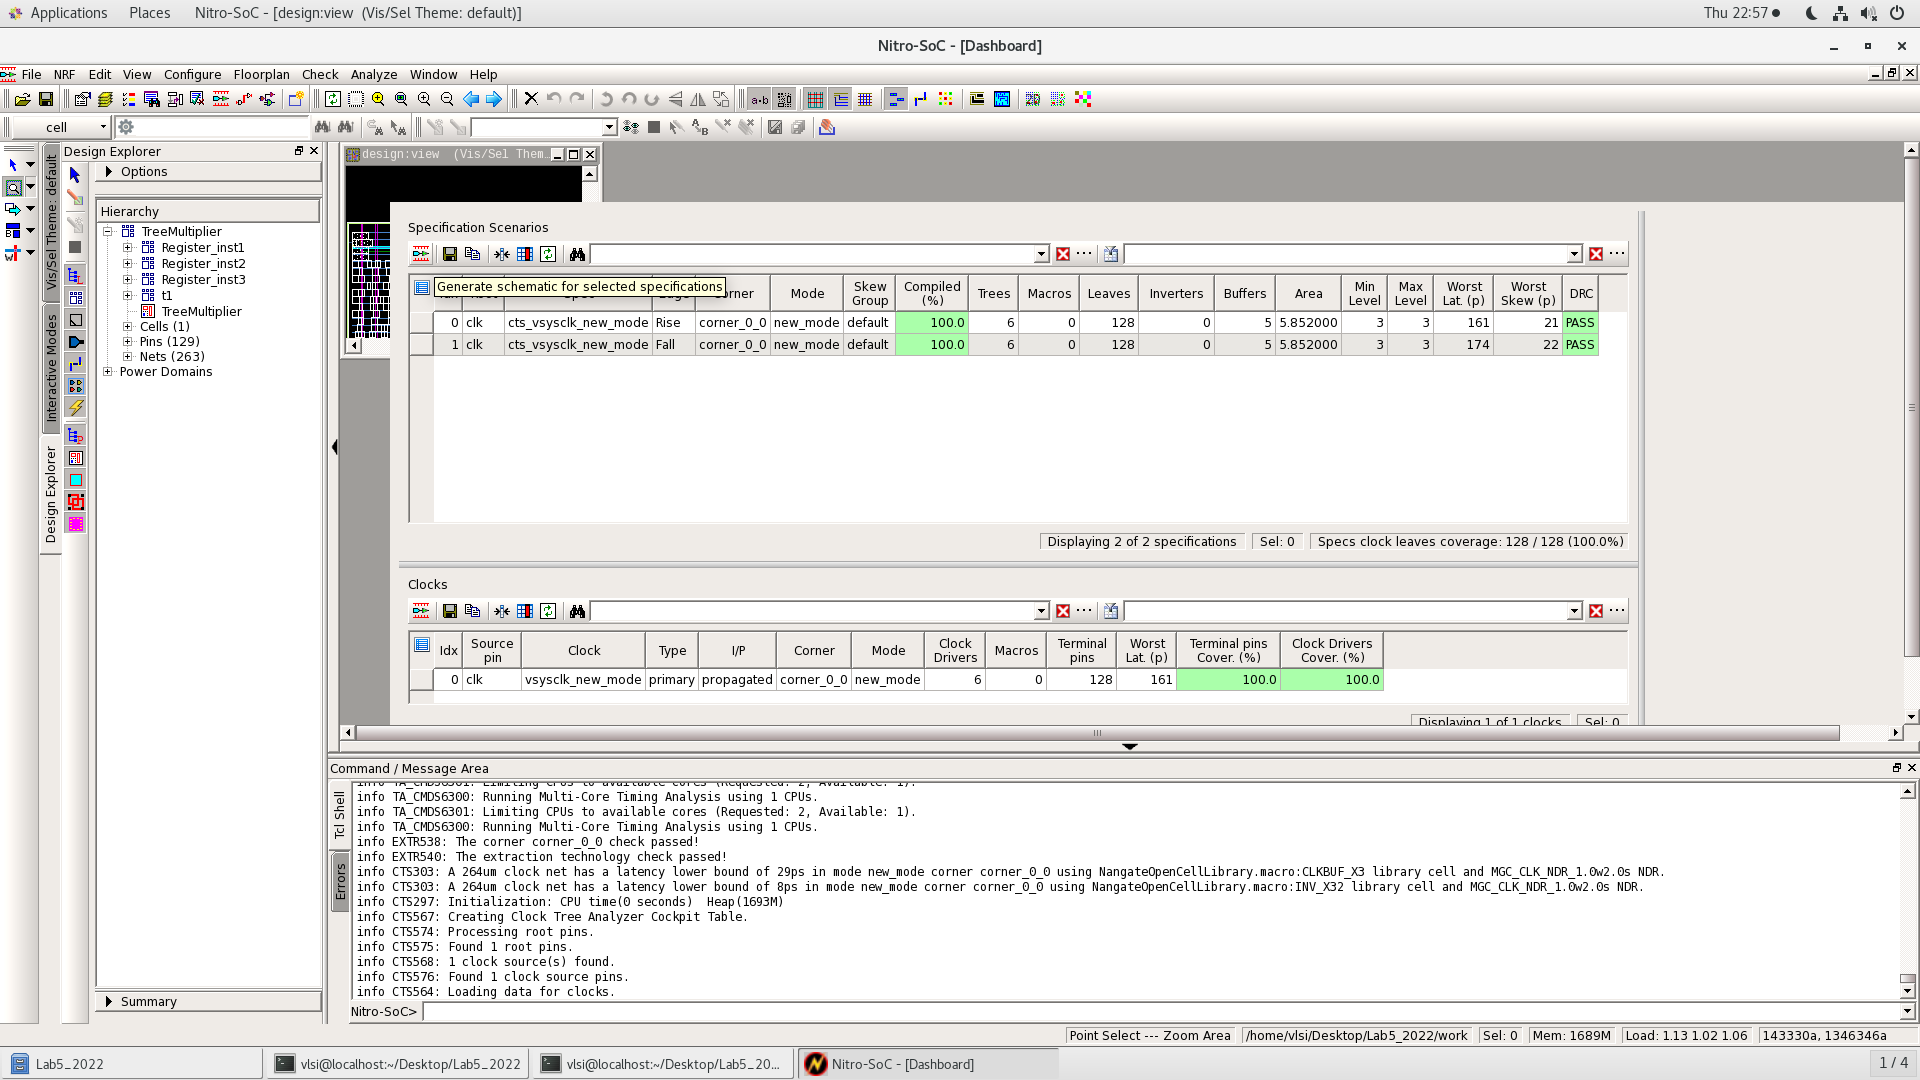 Applications Places Nitro-SoC - [design:view (Vis/Sel Theme: default)] Thu 22:57
Nitro-SoC - [Dashboard]
File NRF Edit View Configure Floorplan Check Analyze Window Help
a•b
cell
Design Explorer
Options
Hierarchy
TreeMultiplier
Register_inst1
Register_inst2
Register_inst3
t1
TreeMultiplier
Cells (1)
Pins (129)
Nets (263)
Power Domains
Summary
Vis/Sel Theme: default
Interactive Modes
Design Explorer
design:view (Vis/Sel Them...
Specification Scenarios
Generate schematic for selected specifications
Mode Skew Group Compiled (%) Trees Macros Leaves Inverters Buffers Area Min Level Max Level Worst Lat. (p) Worst Skew (p) DRC
0 clk cts_vsysclk_new_mode Rise corner_0_0 new_mode default 100.0 6 0 128 0 5 5.852000 3 3 161 21 PASS
1 clk cts_vsysclk_new_mode Fall corner_0_0 new_mode default 100.0 6 0 128 0 5 5.852000 3 3 174 22 PASS
Displaying 2 of 2 specifications Sel: 0 Specs clock leaves coverage: 128 / 128 (100.0%)
Clocks
Idx Source pin Clock Type I/P Corner Mode Clock Drivers Macros Terminal pins Worst Lat. (p) Terminal pins Cover. (%) Clock Drivers Cover. (%)
0 clk vsysclk_new_mode primary propagated corner_0_0 new_mode 6 0 128 161 100.0 100.0
Displaying 1 of 1 clocks Sel: 0
Command / Message Area
Tcl Shell
Errors
info TA_CMDS6301: Limiting CPUs to available cores (Requested: 2, Available: 1).
info TA_CMDS6300: Running Multi-Core Timing Analysis using 1 CPUs.
info TA_CMDS6301: Limiting CPUs to available cores (Requested: 2, Available: 1).
info TA_CMDS6300: Running Multi-Core Timing Analysis using 1 CPUs.
info EXTR538: The corner corner_0_0 check passed!
info EXTR540: The extraction technology check passed!
info CTS303: A 264um clock net has a latency lower bound of 29ps in mode new_mode corner corner_0_0 using NangateOpenCellLibrary.macro:CLKBUF_X3 library cell and MGC_CLK_NDR_1.0w2.0s NDR.
info CTS303: A 264um clock net has a latency lower bound of 8ps in mode new_mode corner corner_0_0 using NangateOpenCellLibrary.macro:INV_X32 library cell and MGC_CLK_NDR_1.0w2.0s NDR.
info CTS297: Initialization: CPU time(0 seconds) Heap(1693M)
info CTS567: Creating Clock Tree Analyzer Cockpit Table.
info CTS574: Processing root pins.
info CTS575: Found 1 root pins.
info CTS568: 1 clock source(s) found.
info CTS576: Found 1 clock source pins.
info CTS564: Loading data for clocks.
Nitro-SoC>
Point Select --- Zoom Area /home/vlsi/Desktop/Lab5_2022/work Sel: 0 Mem: 1689M Load: 1.13 1.02 1.06 143330a, 1346346a
Lab5_2022 vlsi@localhost:~/Desktop/Lab5_2022 vlsi@localhost:~/Desktop/Lab5_20... Nitro-SoC - [Dashboard] 1 / 4